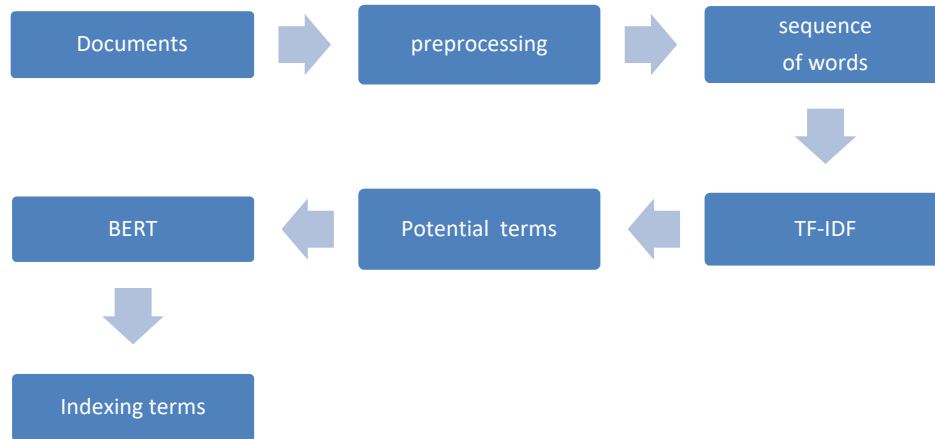 Documents
preprocessing
sequence
of words
TF-IDF
Potential  terms
BERT
Indexing terms